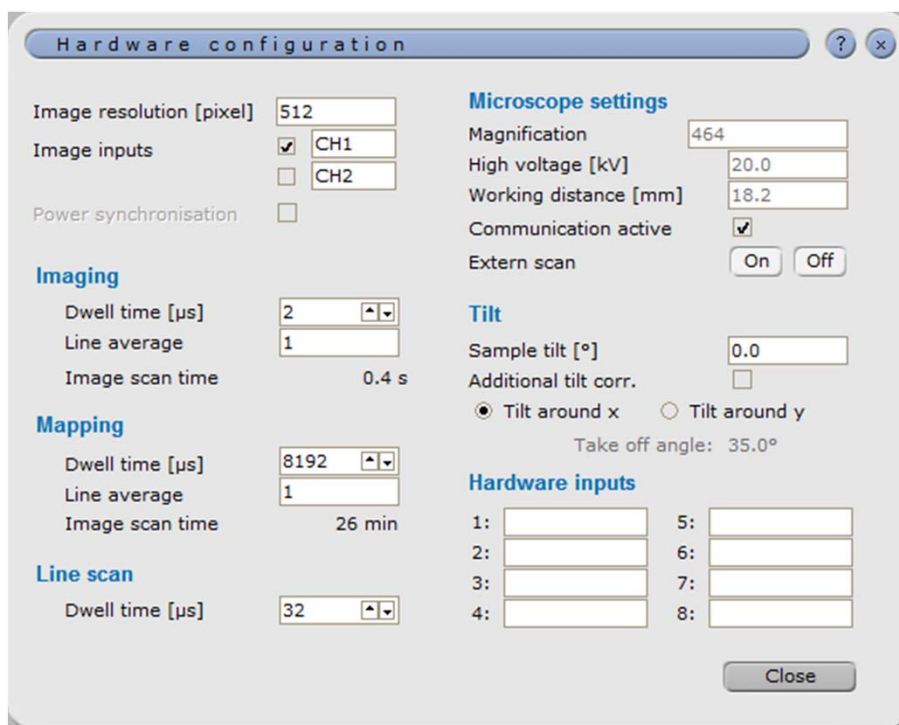 Hardware configuration
? ×
Image resolution [pixel] 512
Image inputs CH1
CH2
Power synchronisation
Imaging
Dwell time [µs] 2
Line average 1
Image scan time 0.4 s
Mapping
Dwell time [µs] 8192
Line average 1
Image scan time 26 min
Line scan
Dwell time [µs] 32
Microscope settings
Magnification 464
High voltage [kV] 20.0
Working distance [mm] 18.2
Communication active
Extern scan On Off
Tilt
Sample tilt [°] 0.0
Additional tilt corr.
Tilt around x Tilt around y
Take off angle: 35.0°
Hardware inputs
1: 5:
2: 6:
3: 7:
4: 8:
Close